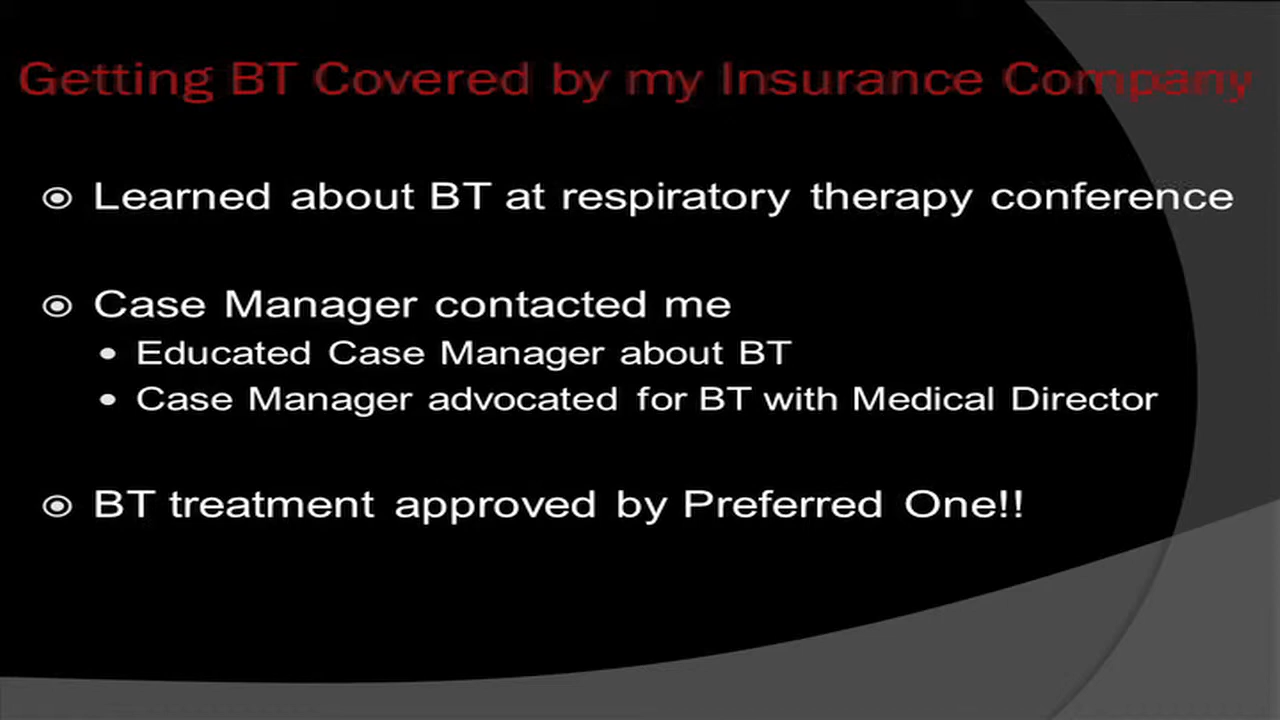 Getting BT Covered by my Insurance Company
Learned about BT at respiratory therapy conference
Case Manager contacted me
Educated Case Manager about BT
Case Manager advocated for BT with Medical Director
BT treatment approved by Preferred One!!